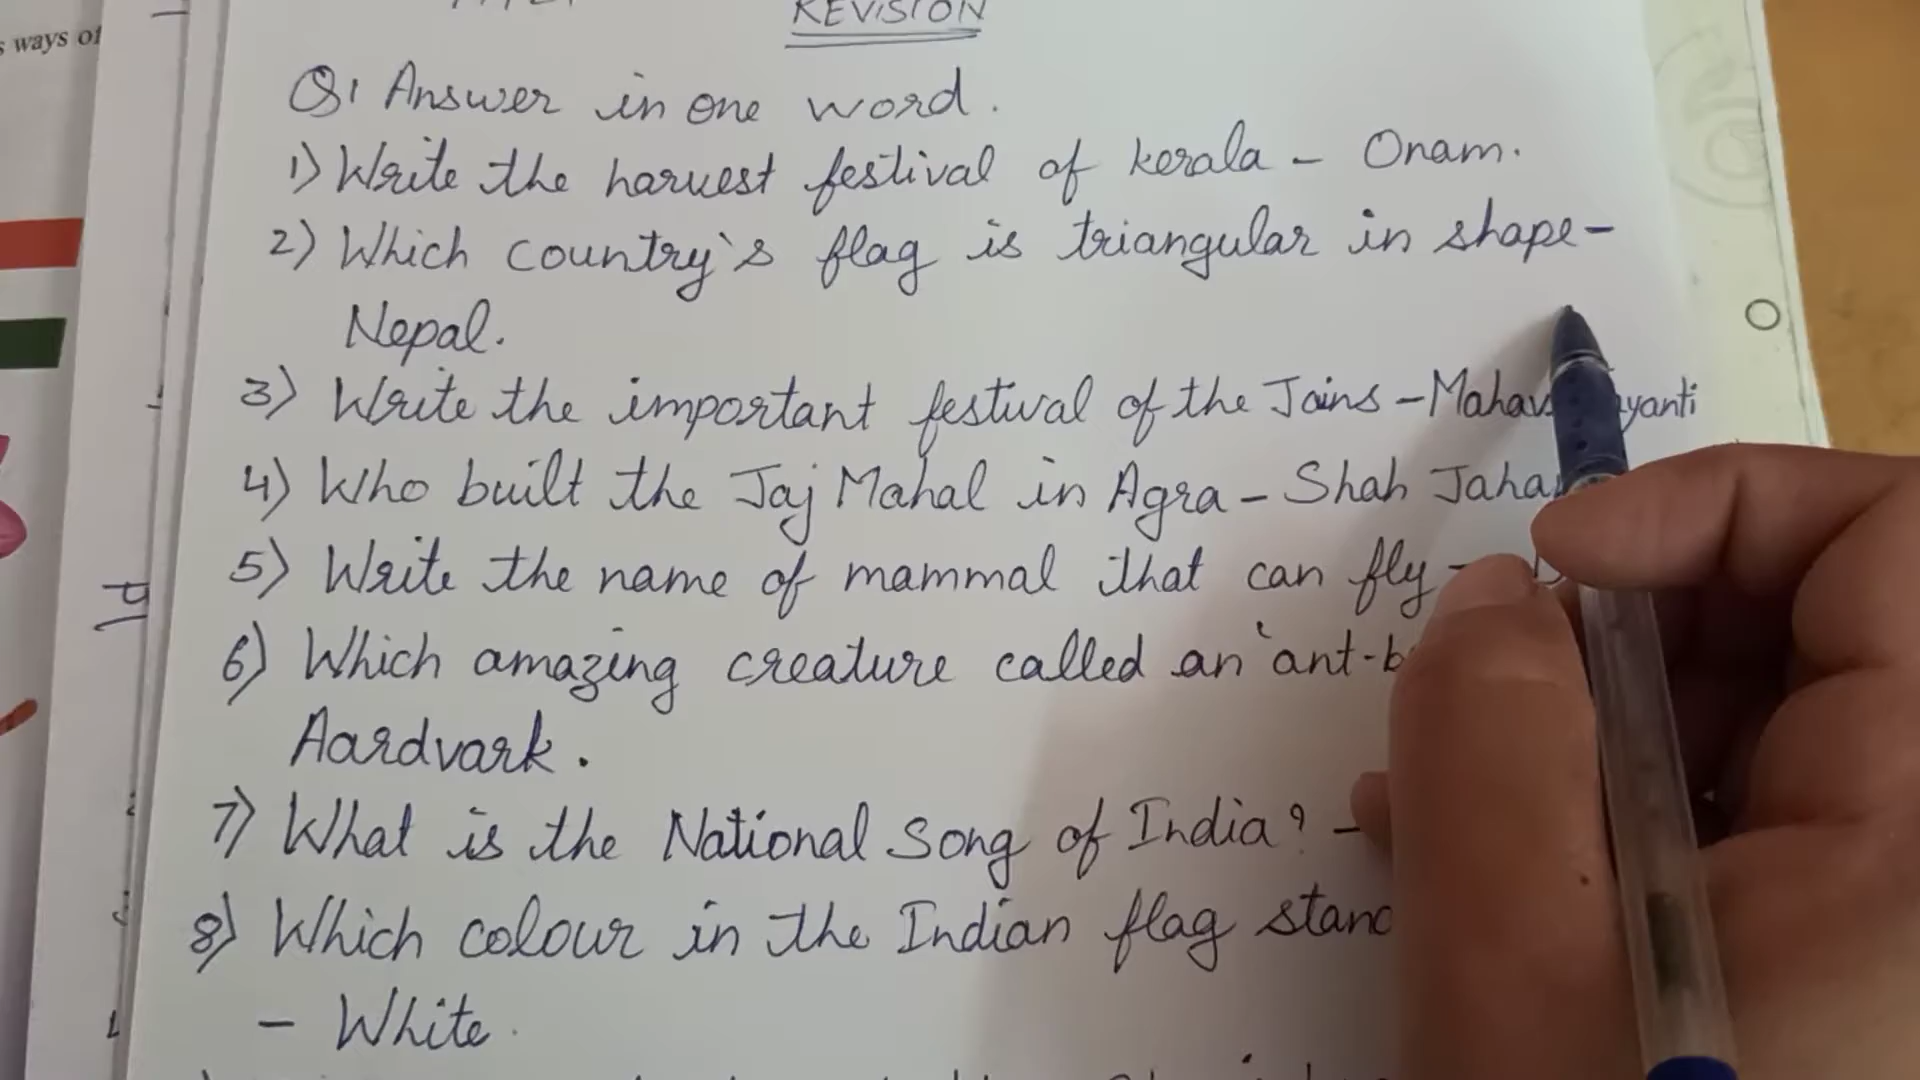 s ways of
REVISION
Q1 Answer in one word.
1) Write the harvest festival of kerala - Onam.
2) Which country's flag is triangular in shape-
Nepal.
3) Write the important festival of the Jains - Mahav yanti
4) Who built the Taj Mahal in Agra - Shah Jaha
5) Write the name of mammal that can fly -
6) Which amazing creature called an 'ant-b
Aardvark.
7) What is the National Song of India? -
8) Which colour in the Indian flag stand
- White.